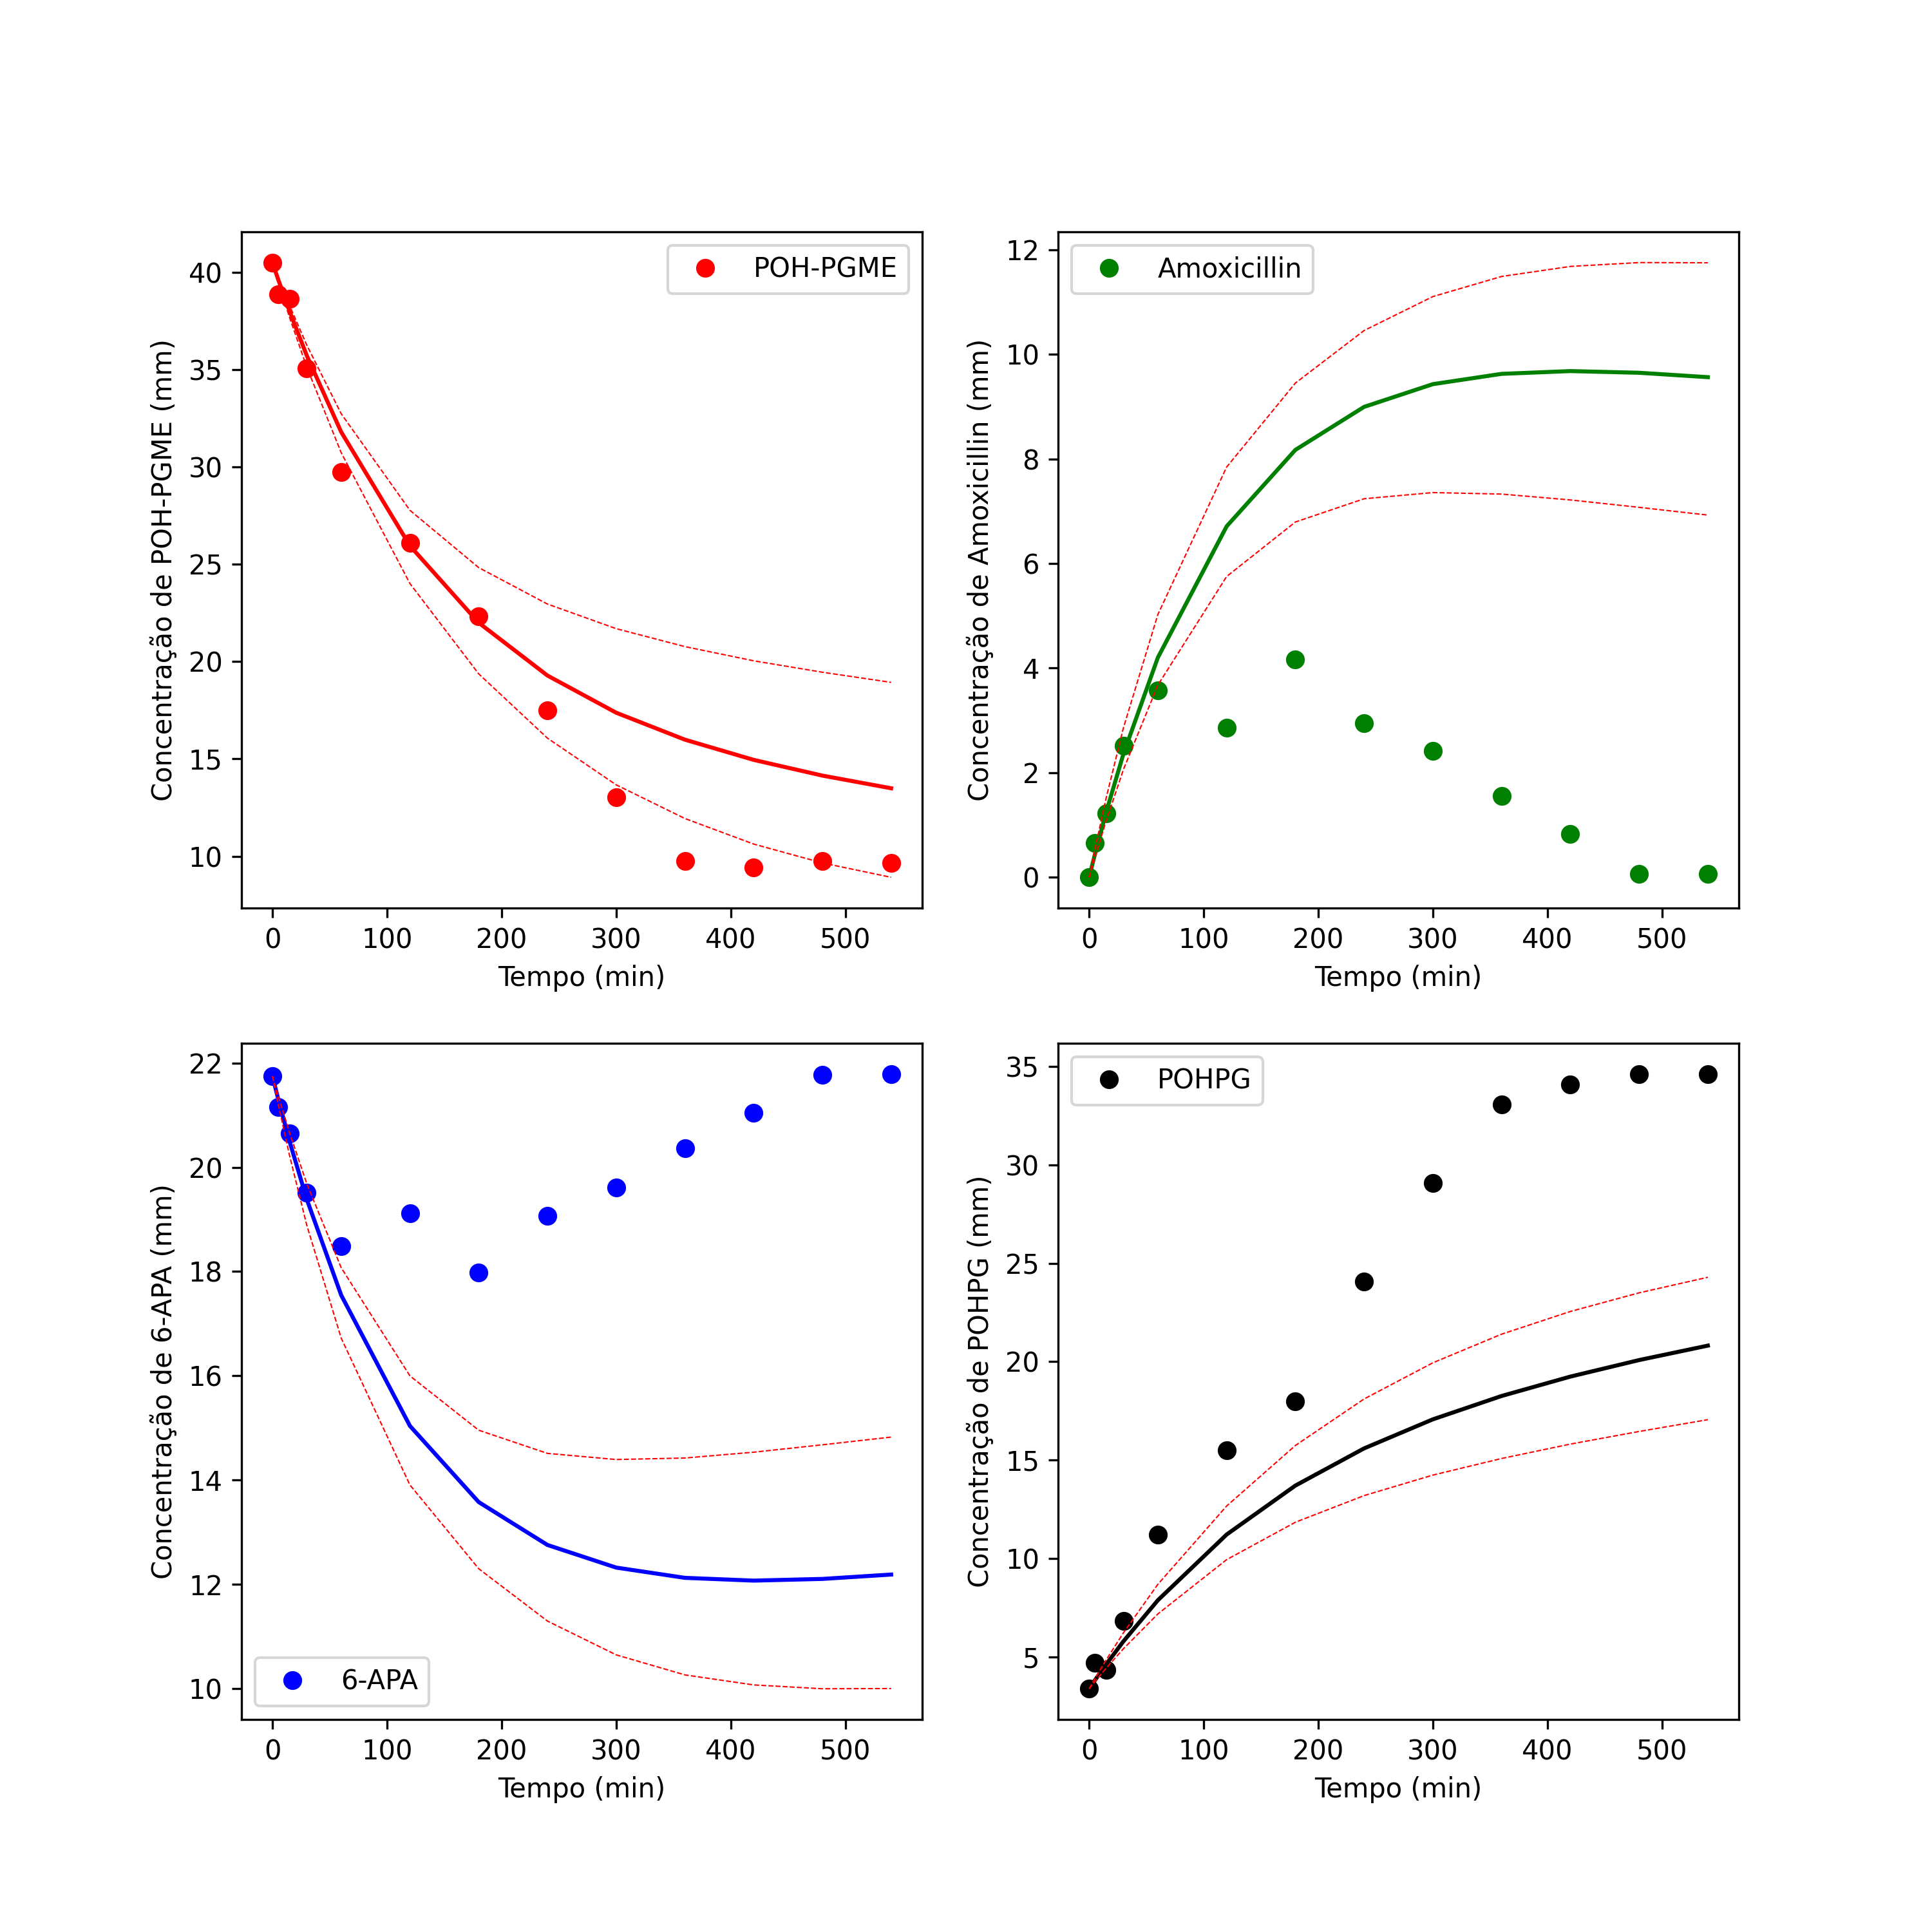 POH-PGME
Concentração de POH-PGME (mm)
40
35
30
25
20
15
10
0 100 200 300 400 500
Tempo (min)
Amoxicillin
Concentração de Amoxicillin (mm)
12
10
8
6
4
2
0
0 100 200 300 400 500
Tempo (min)
6-APA
Concentração de 6-APA (mm)
22
20
18
16
14
12
10
0 100 200 300 400 500
Tempo (min)
POHPG
Concentração de POHPG (mm)
35
30
25
20
15
10
5
0 100 200 300 400 500
Tempo (min)